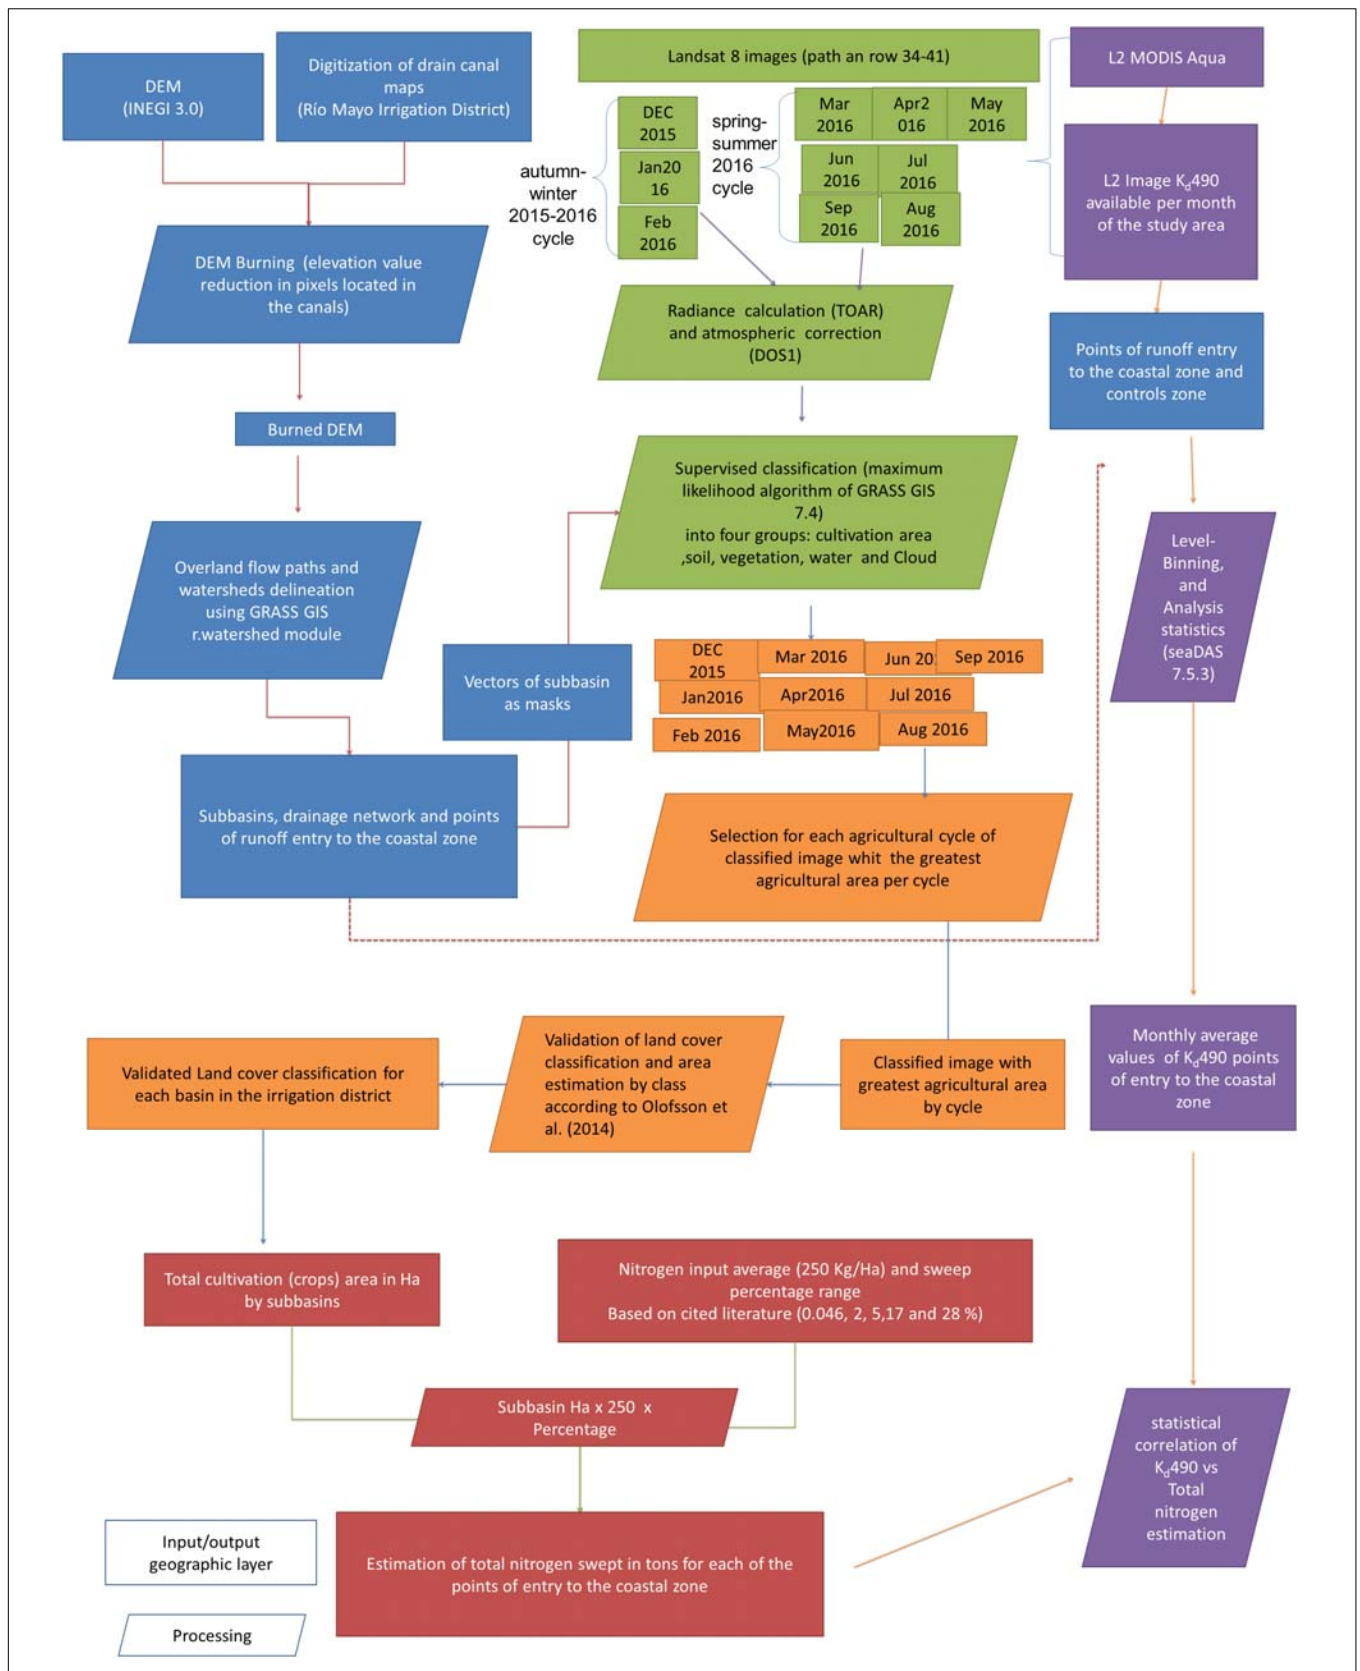 DEM
(INEGI 3.0)
Digitization of drain canal
maps
(Río Mayo Irrigation District)
DEM Burning (elevation value
reduction in pixels located in
the canals)
Burned DEM
Overland flow paths and
watersheds delineation
using GRASS GIS
r.watershed module
Subbasins, drainage network and points
of runoff entry to the coastal zone
Vectors of subbasin
as masks
Landsat 8 images (path an row 34-41)
autumn-
winter
2015-2016
cycle
DEC
2015
Jan20
16
Feb
2016
spring-
summer
2016
cycle
Mar
2016
Apr2
016
May
2016
Jun
2016
Jul
2016
Sep
2016
Aug
2016
Radiance calculation (TOAR)
and atmospheric correction
(DOS1)
Supervised classification (maximum
likelihood algorithm of GRASS GIS
7.4)
into four groups: cultivation area
,soil, vegetation, water and Cloud
DEC
2015
Mar 2016
Jun 20
Sep 2016
Jan2016
Apr2016
Jul 2016
Feb 2016
May2016
Aug 2016
Selection for each agricultural cycle of
classified image whit the greatest
agricultural area per cycle
L2 MODIS Aqua
L2 Image Kd490
available per month
of the study area
Points of runoff entry
to the coastal zone and
controls zone
Level-
Binning,
and
Analysis
statistics
(seaDAS
7.5.3)
Monthly average
values of Kd490 points
of entry to the coastal
zone
Classified image with
greatest agricultural area
by cycle
Validation of land cover
classification and area
estimation by class
according to Olofsson et
al. (2014)
Validated Land cover classification for
each basin in the irrigation district
Total cultivation (crops) area in Ha
by subbasins
Nitrogen input average (250 Kg/Ha) and sweep
percentage range
Based on cited literature (0.046, 2, 5,17 and 28 %)
Subbasin Ha x 250 x
Percentage
Estimation of total nitrogen swept in tons for each of the
points of entry to the coastal zone
statistical
correlation of
Kd490 vs
Total
nitrogen
estimation
Input/output
geographic layer
Processing